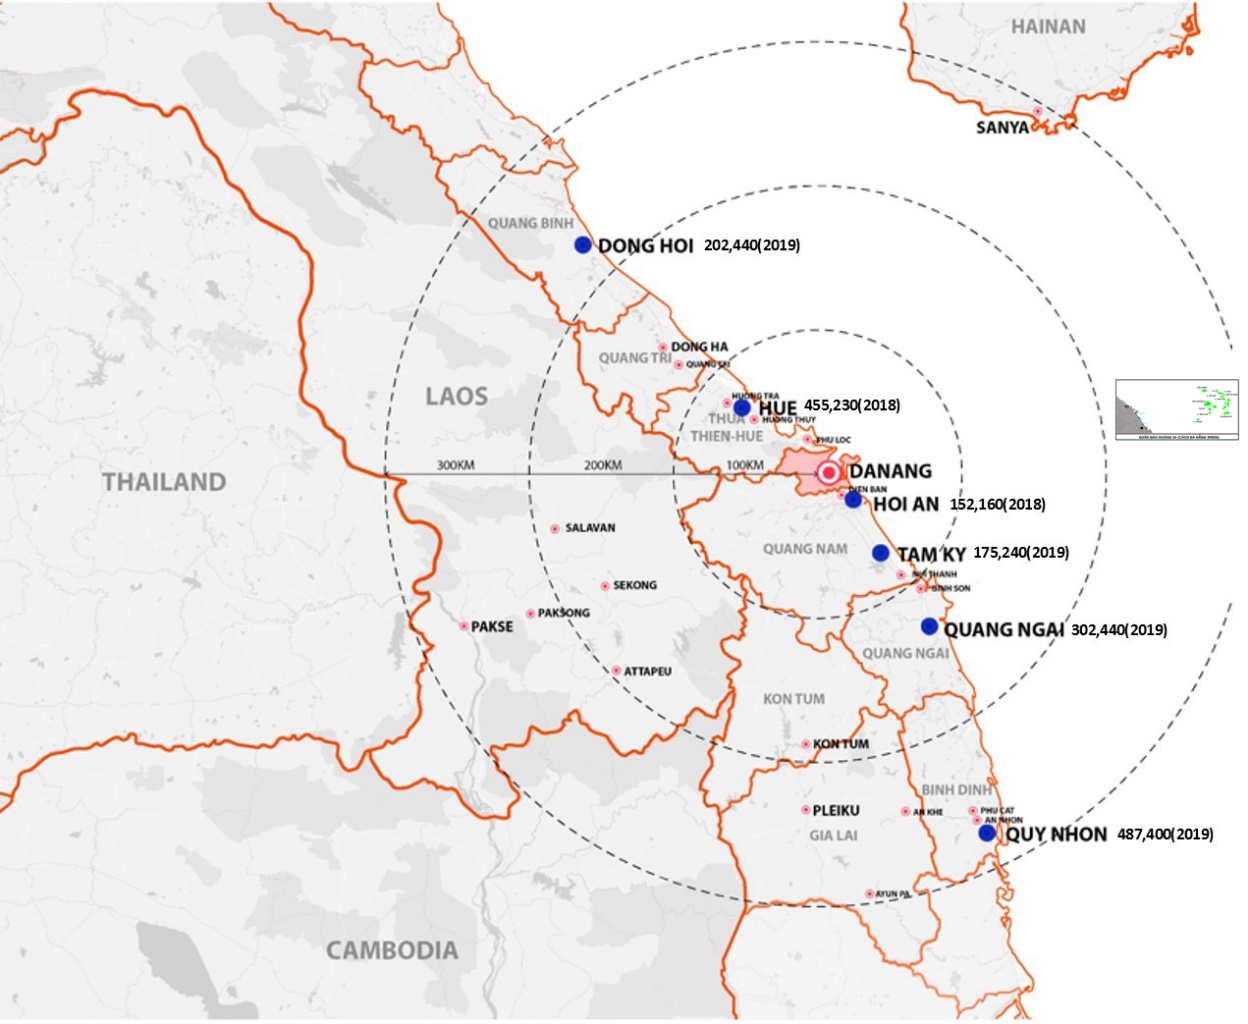 HAINAN
SANYA
QUANG BINH
DONG HOI 202,440(2019)
DONG HA
QUANG TRI
QUANG TRI
LAOS
HUONG TRA
HUE 455,230(2018)
THUA
THIEN-HUE
HUONG THUY
PHU LOC
300KM
200KM
100KM
DANANG
THAILAND
DIEN BAN
HOI AN 152,160(2018)
SALAVAN
QUANG NAM
TAM KY 175,240(2019)
NUI THANH
SEKONG
BINH SON
PAKSONG
PAKSE
QUANG NGAI 302,440(2019)
QUANG NGAI
ATTAPEU
KON TUM
KON TUM
BINH DINH
PLEIKU
AN KHE
PHU CAT
AN NHON
GIA LAI
QUY NHON 487,400(2019)
AYUN PA
CAMBODIA